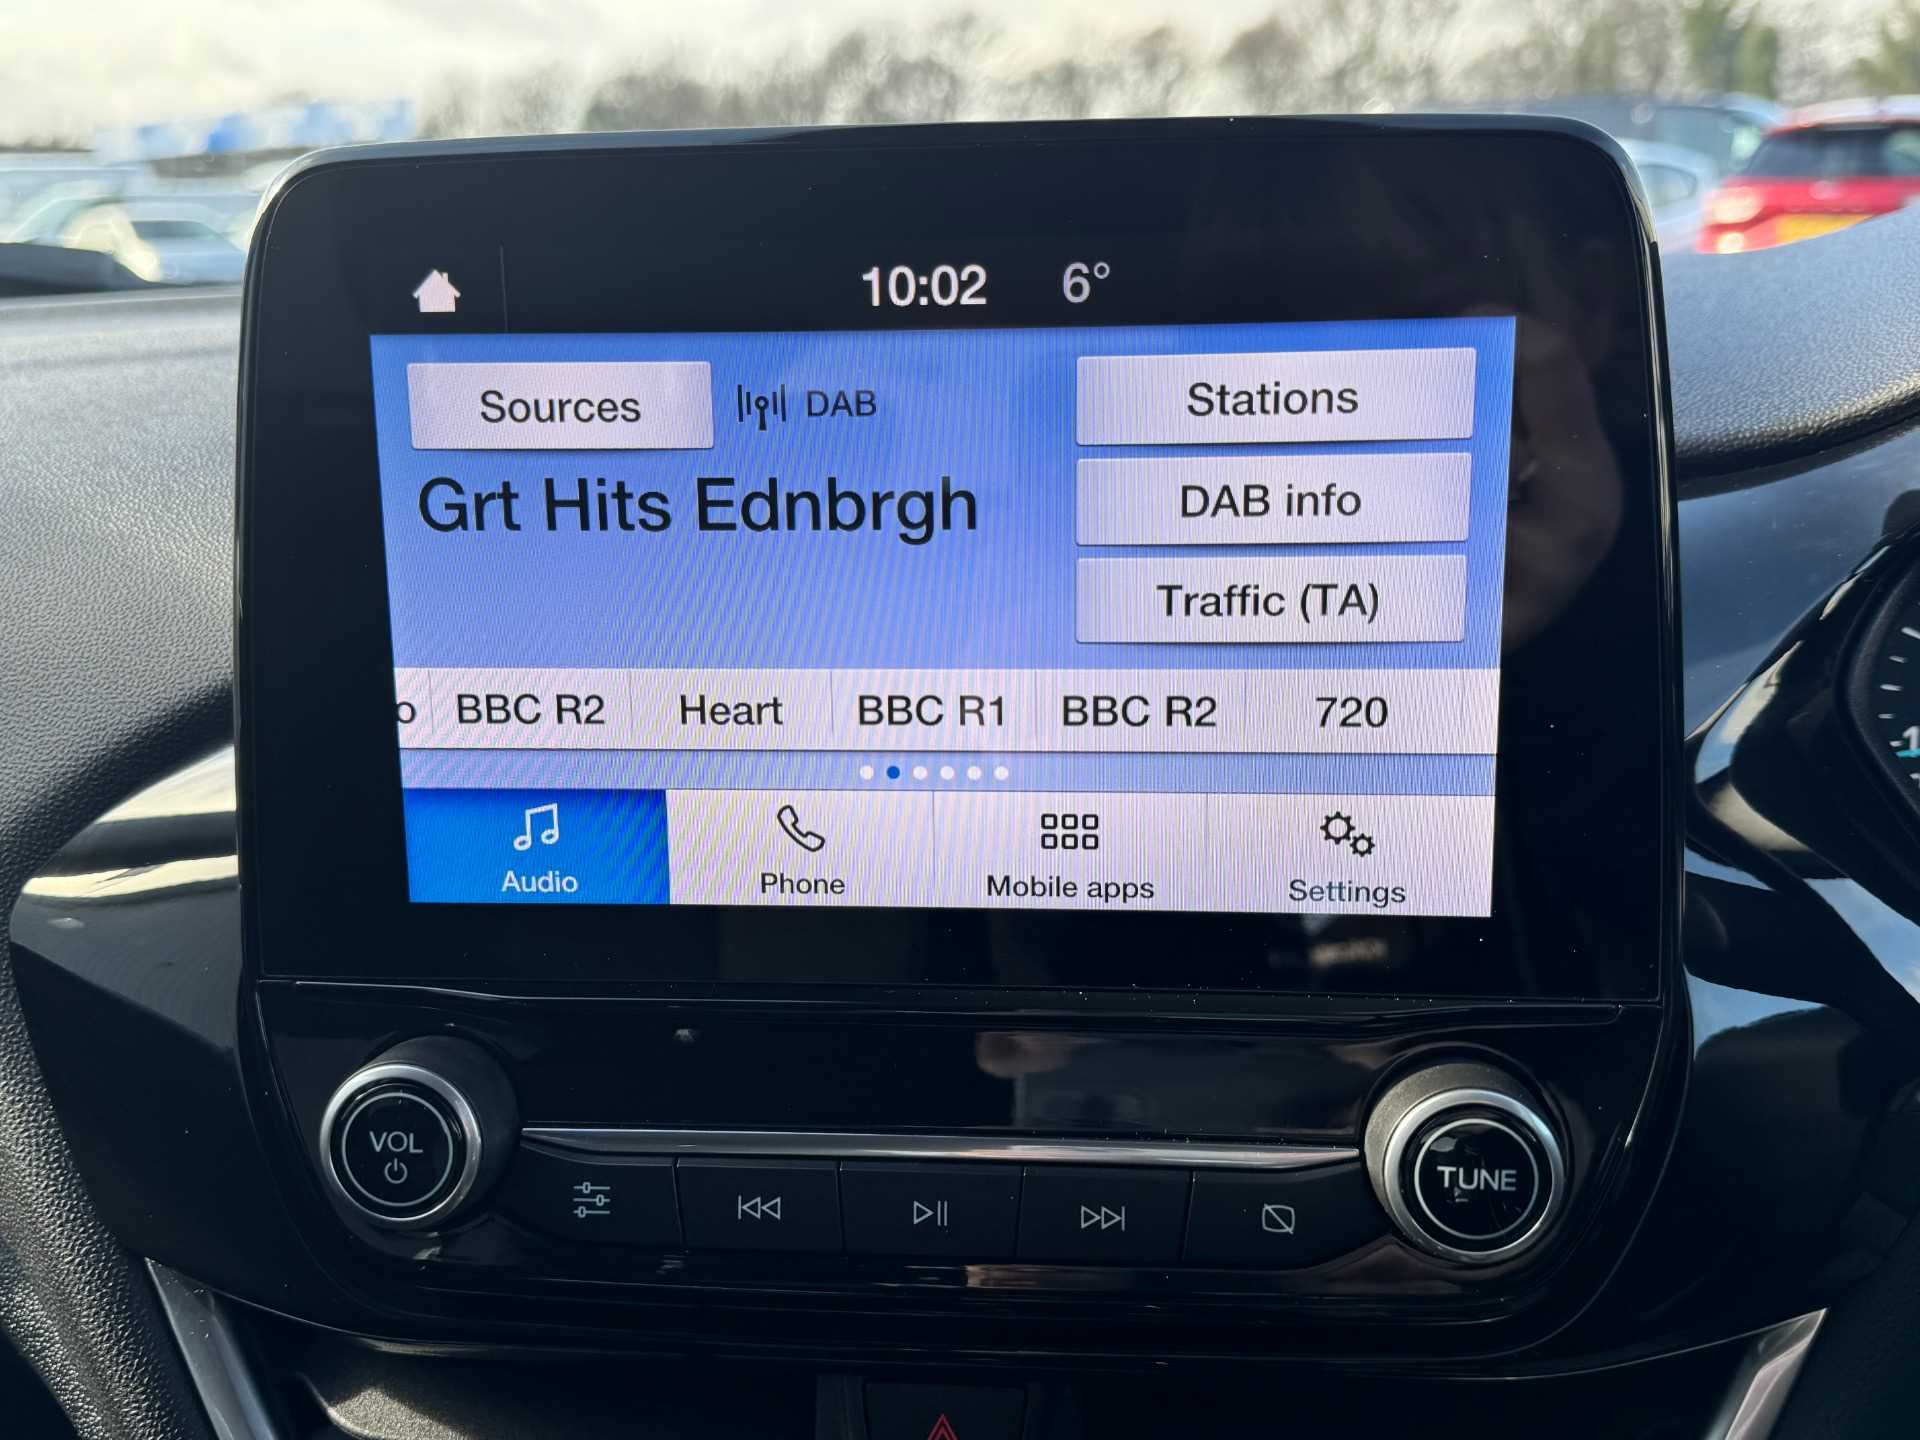 10:02 6°
Sources DAB Stations
Grt Hits Ednbrgh
DAB info
Traffic (TA)
o BBC R2 Heart BBC R1 BBC R2 720
Audio Phone Mobile apps Settings
VOL
TUNE